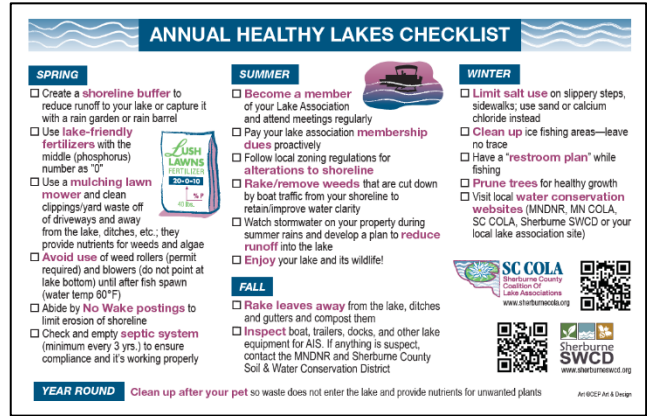 ANNUAL HEALTHY LAKES CHECKLIST
SPRING
☐ Create a shoreline buffer to
reduce runoff to your lake or capture it
with a rain garden or rain barrel
☐ Use lake-friendly
fertilizers with the
middle (phosphorus)
number as "0"
☐ Use a mulching lawn
mower and clean
clippings/yard waste off
of driveways and away
from the lake, ditches, etc.; they
provide nutrients for weeds and algae
☐ Avoid use of weed rollers (permit
required) and blowers (do not point at
lake bottom) until after fish spawn
(water temp 60°F)
☐ Abide by No Wake postings to
limit erosion of shoreline
☐ Check and empty septic system
(minimum every 3 yrs.) to ensure
compliance and it's working properly
LUSH
LAWNS
FERTILIZER
20-0-10
40 lbs.
SUMMER
☐ Become a member
of your Lake Association
and attend meetings regularly
☐ Pay your lake association membership
dues proactively
☐ Follow local zoning regulations for
alterations to shoreline
☐ Rake/remove weeds that are cut down
by boat traffic from your shoreline to
retain/improve water clarity
☐ Watch stormwater on your property during
summer rains and develop a plan to reduce
runoff into the lake
☐ Enjoy your lake and its wildlife!
FALL
☐ Rake leaves away from the lake, ditches
and gutters and compost them
☐ Inspect boat, trailers, docks, and other lake
equipment for AIS. If anything is suspect,
contact the MNDNR and Sherburne County
Soil & Water Conservation District
WINTER
☐ Limit salt use on slippery steps,
sidewalks; use sand or calcium
chloride instead
☐ Clean up ice fishing areas—leave
no trace
☐ Have a "restroom plan" while
fishing
☐ Prune trees for healthy growth
☐ Visit local water conservation
websites (MNDNR, MN COLA,
SC COLA, Sherburne SWCD or your
local lake association site)
SC COLA
Sherburne County
Coalition Of
Lake Associations
www.sherburnecola.org
Sherburne
SWCD
www.sherburneswcd.org
YEAR ROUND Clean up after your pet so waste does not enter the lake and provide nutrients for unwanted plants
Art ©CEP Art & Design